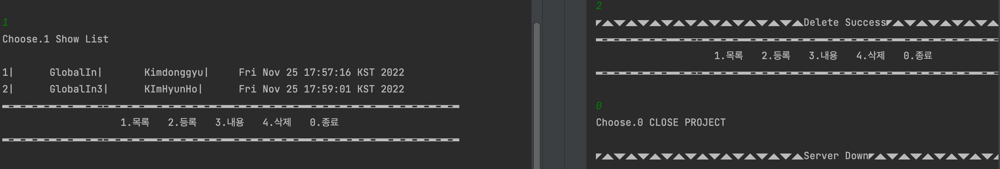 1
Choose.1 Show List
1| GlobalIn| Kimdonggyu| Fri Nov 25 17:57:16 KST 2022
2| GlobalIn3| KImHyunHo| Fri Nov 25 17:59:01 KST 2022
1.목록 2.등록 3.내용 4.삭제 0.종료
2
Delete Success
1.목록 2.등록 3.내용 4.삭제 0.종료
0
Choose.0 CLOSE PROJECT
Server Down